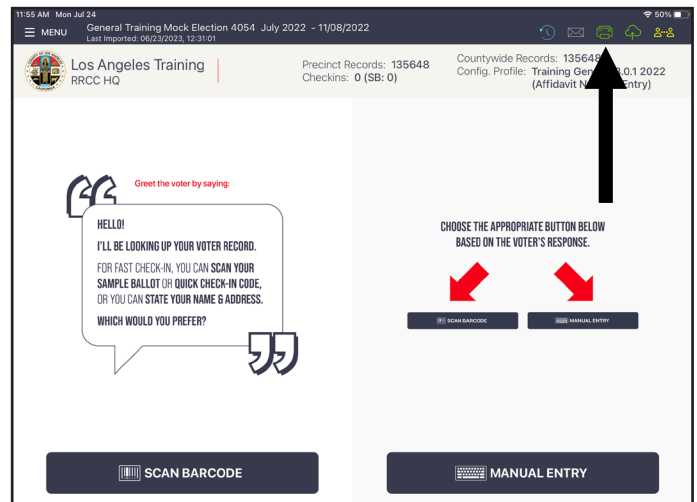 11:55 AM Mon Jul 24
50%
MENU
General Training Mock Election 4054 July 2022 - 11/08/2022
Last Imported: 06/23/2023, 12:31:01
Los Angeles Training
RRCC HQ
Precinct Records: 135648
Checkins: 0 (SB: 0)
Countywide Records: 135648
Config. Profile: Training Gen 3.0.1 2022
(Affidavit N Entry)
Greet the voter by saying:
HELLO!
I'LL BE LOOKING UP YOUR VOTER RECORD.
FOR FAST CHECK-IN, YOU CAN SCAN YOUR
SAMPLE BALLOT OR QUICK CHECK-IN CODE,
OR YOU CAN STATE YOUR NAME & ADDRESS.
WHICH WOULD YOU PREFER?
CHOOSE THE APPROPRIATE BUTTON BELOW
BASED ON THE VOTER'S RESPONSE.
SCAN BARCODE
MANUAL ENTRY
SCAN BARCODE
MANUAL ENTRY